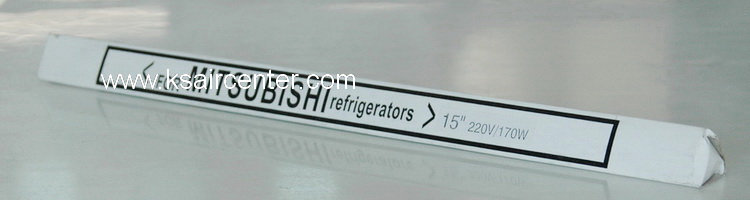 www.ksaircenter.com
MITSUBISHI refrigerators > 15" 220V/170W